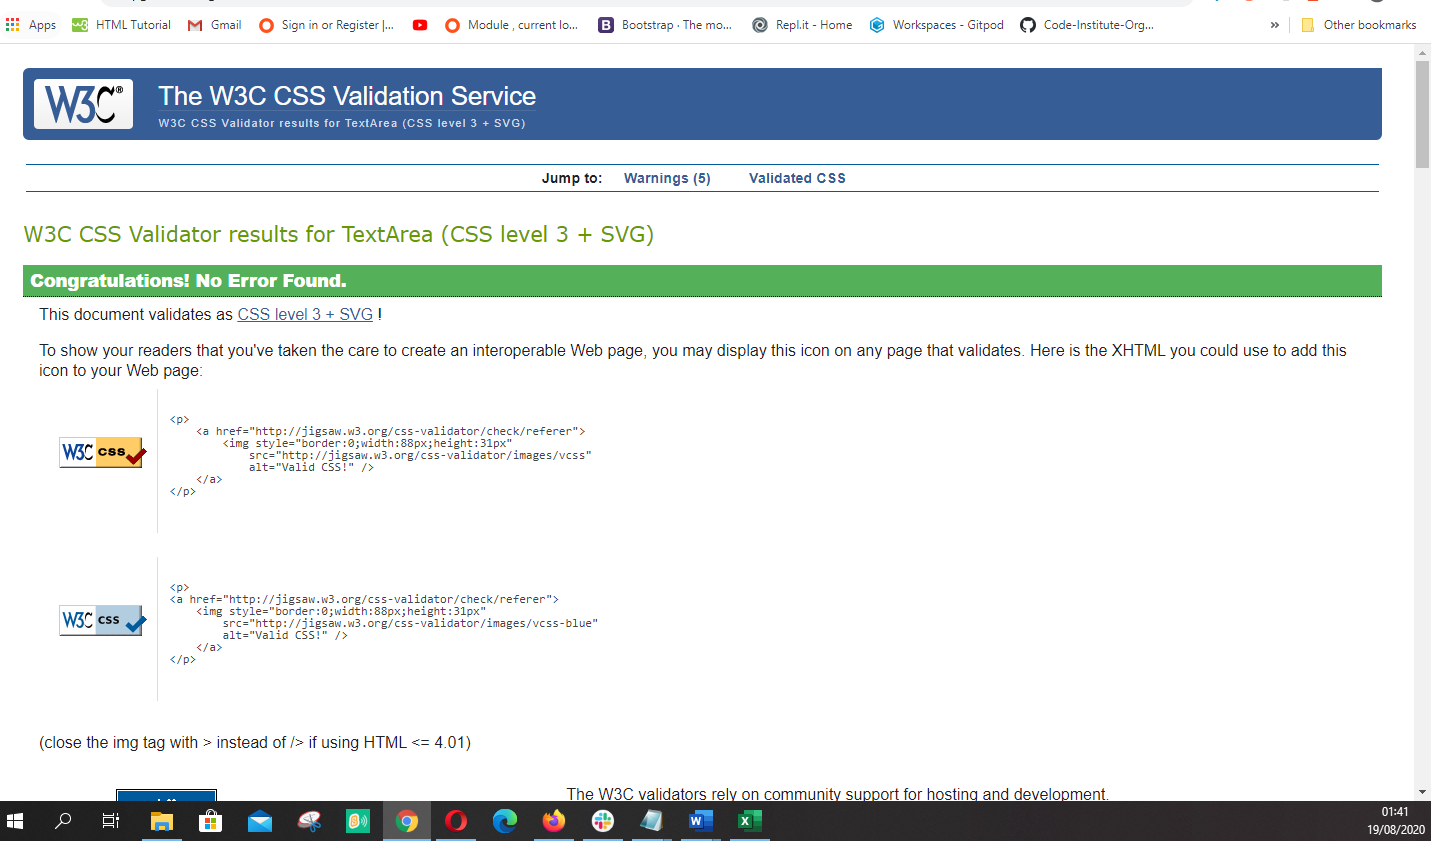 Apps HTML Tutorial Gmail Sign in or Register |... Module , current lo... Bootstrap · The mo... Repl.it - Home Workspaces - Gitpod Code-Institute-Org... » Other bookmarks
W3C® The W3C CSS Validation Service
W3C CSS Validator results for TextArea (CSS level 3 + SVG)
Jump to: Warnings (5) Validated CSS
W3C CSS Validator results for TextArea (CSS level 3 + SVG)
Congratulations! No Error Found.
This document validates as CSS level 3 + SVG !
To show your readers that you've taken the care to create an interoperable Web page, you may display this icon on any page that validates. Here is the XHTML you could use to add this
icon to your Web page:
<p>
<a href="http://jigsaw.w3.org/css-validator/check/referer">
<img style="border:0;width:88px;height:31px"
W3C css
src="http://jigsaw.w3.org/css-validator/images/vcss"
alt="Valid CSS!" />
</a>
</p>
<p>
<a href="http://jigsaw.w3.org/css-validator/check/referer">
<img style="border:0;width:88px;height:31px"
W3C css
src="http://jigsaw.w3.org/css-validator/images/vcss-blue"
alt="Valid CSS!" />
</a>
</p>
(close the img tag with > instead of /> if using HTML <= 4.01)
The W3C validators rely on community support for hosting and development.
01:41
19/08/2020